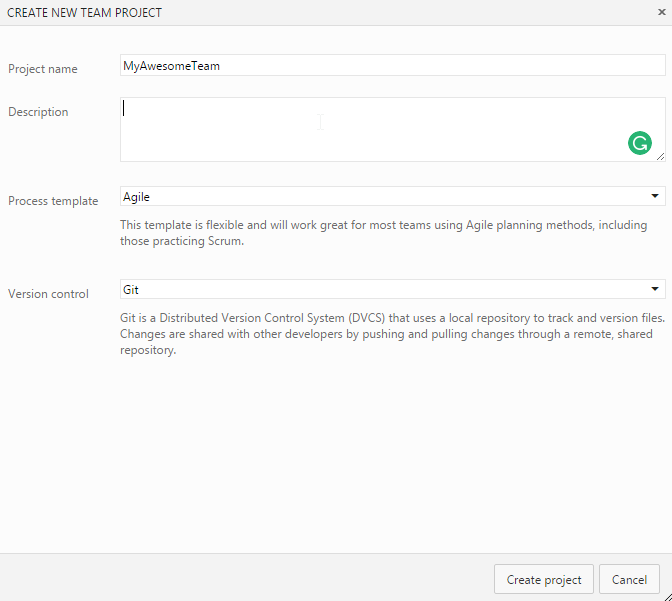 CREATE NEW TEAM PROJECT
Project name
MyAwesomeTeam
Description
Process template
Agile
This template is flexible and will work great for most teams using Agile planning methods, including
those practicing Scrum.
Version control
Git
Git is a Distributed Version Control System (DVCS) that uses a local repository to track and version files.
Changes are shared with other developers by pushing and pulling changes through a remote, shared
repository.
Create project
Cancel